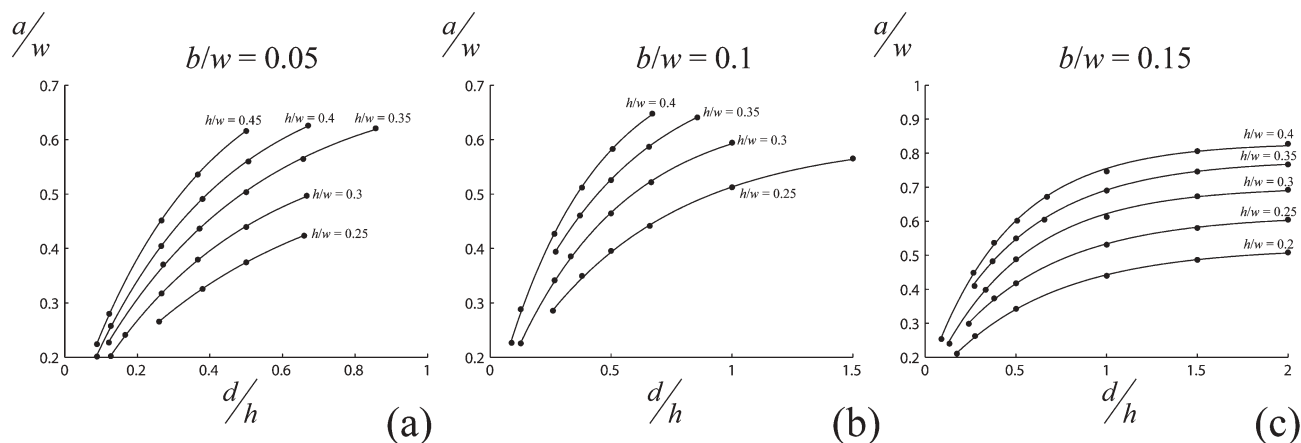 a/w
b/w = 0.05
0.7
0.6
0.5
0.4
0.3
0.2
h/w = 0.45
h/w = 0.4
h/w = 0.35
h/w = 0.3
h/w = 0.25
0 0.2 0.4 0.6 0.8 1
d/h
(a)
a/w
b/w = 0.1
0.7
0.6
0.5
0.4
0.3
0.2
h/w = 0.4
h/w = 0.35
h/w = 0.3
h/w = 0.25
0 0.5 1 1.5
d/h
(b)
a/w
b/w = 0.15
1
0.9
0.8
0.7
0.6
0.5
0.4
0.3
0.2
h/w = 0.4
h/w = 0.35
h/w = 0.3
h/w = 0.25
h/w = 0.2
0 0.5 1 1.5 2
d/h
(c)